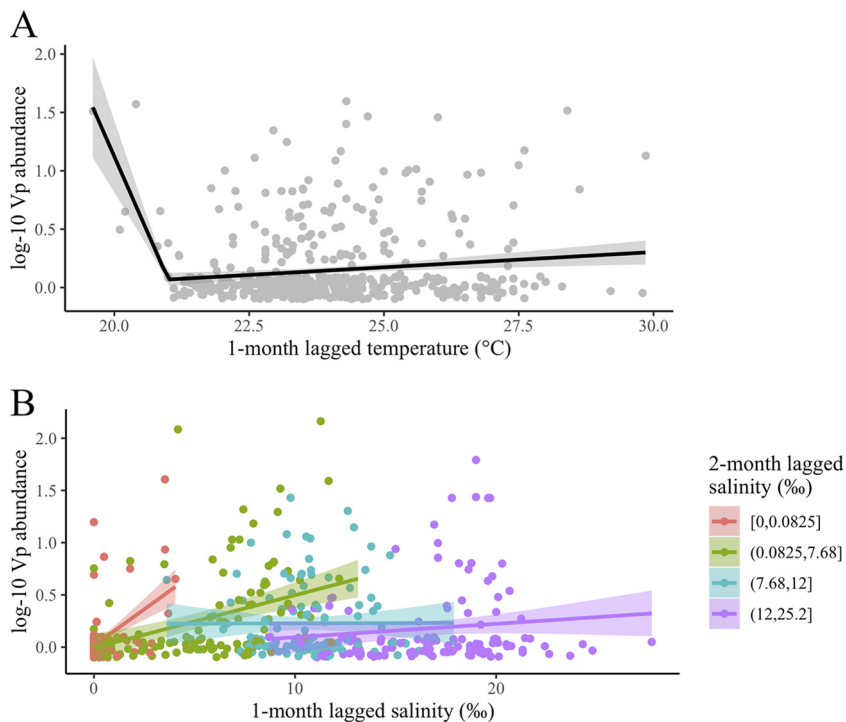 A
log-10 Vp abundance
2.0
1.5
1.0
0.5
0.0
20.0 22.5 25.0 27.5 30.0
1-month lagged temperature (°C)
B
log-10 Vp abundance
2.0
1.5
1.0
0.5
0.0
0 10 20
1-month lagged salinity (‰)
2-month lagged
salinity (‰)
[0,0.0825]
(0.0825,7.68]
(7.68,12]
(12,25.2]